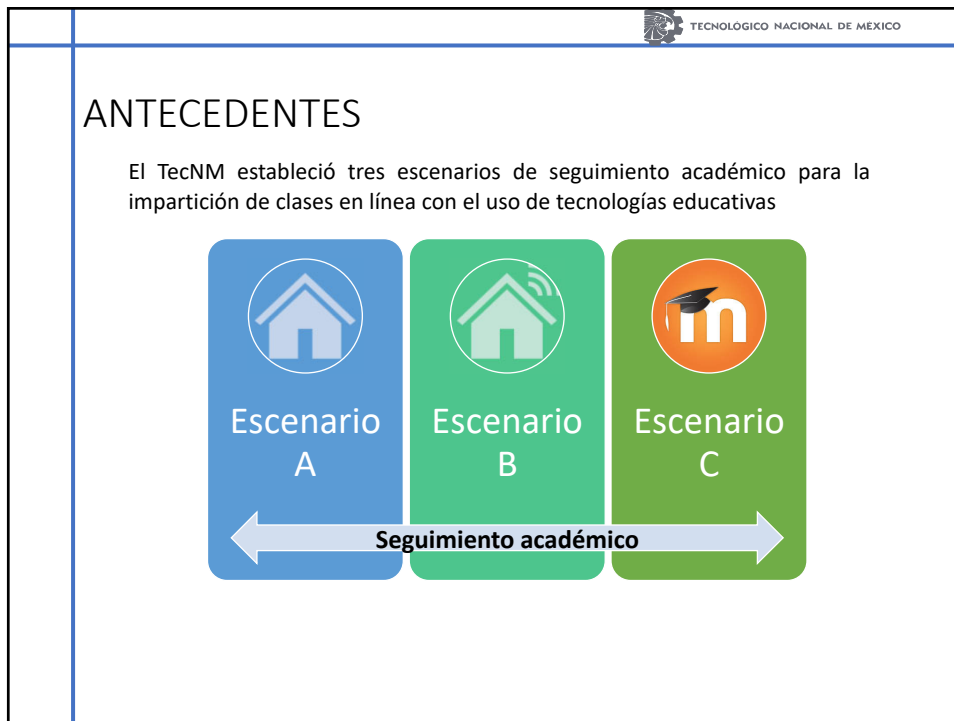 TECNOLÓGICO NACIONAL DE MÉXICO
ANTECEDENTES
El TecNM estableció tres escenarios de seguimiento académico para la
impartición de clases en línea con el uso de tecnologías educativas
Escenario
A
Escenario
B
Escenario
C
Seguimiento académico